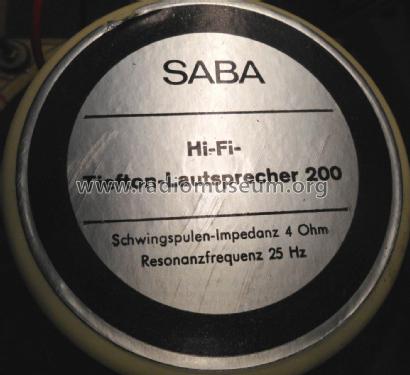 SABA
Hi-Fi-
Tiefton-Lautsprecher 200
www.radiomuseum.org
Schwingspulen-Impedanz 4 Ohm
Resonanzfrequenz 25 Hz